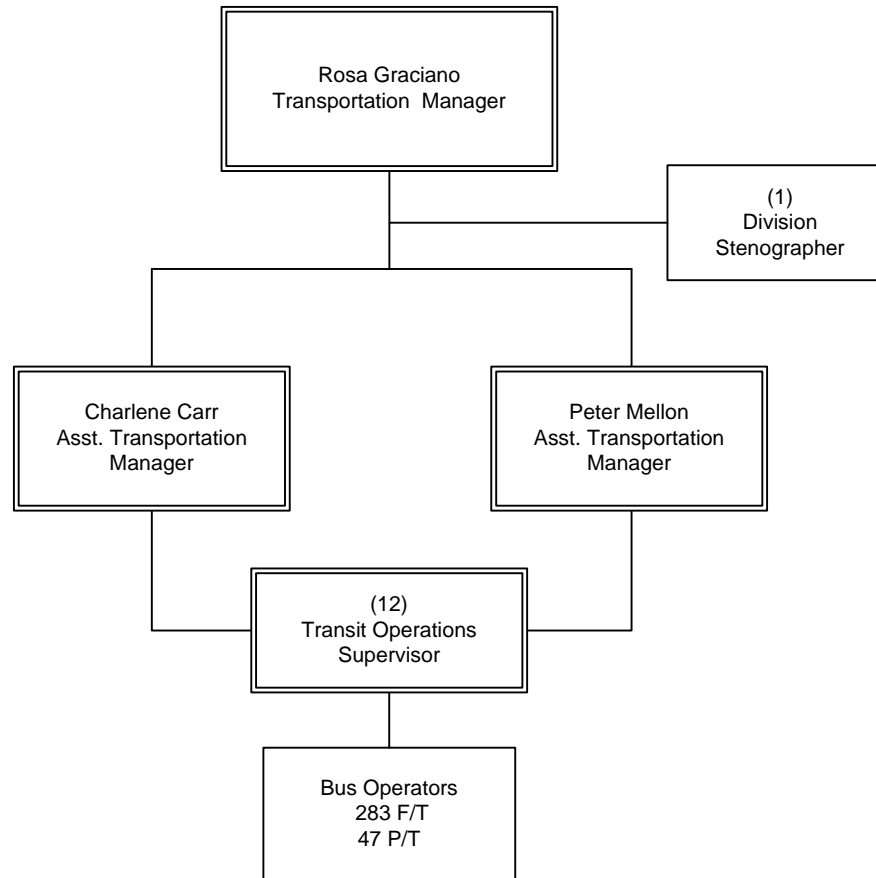 Rosa Graciano
Transportation Manager
(1)
Division
Stenographer
Charlene Carr
Asst. Transportation
Manager
Peter Mellon
Asst. Transportation
Manager
(12)
Transit Operations
Supervisor
Bus Operators
283 F/T
47 P/T